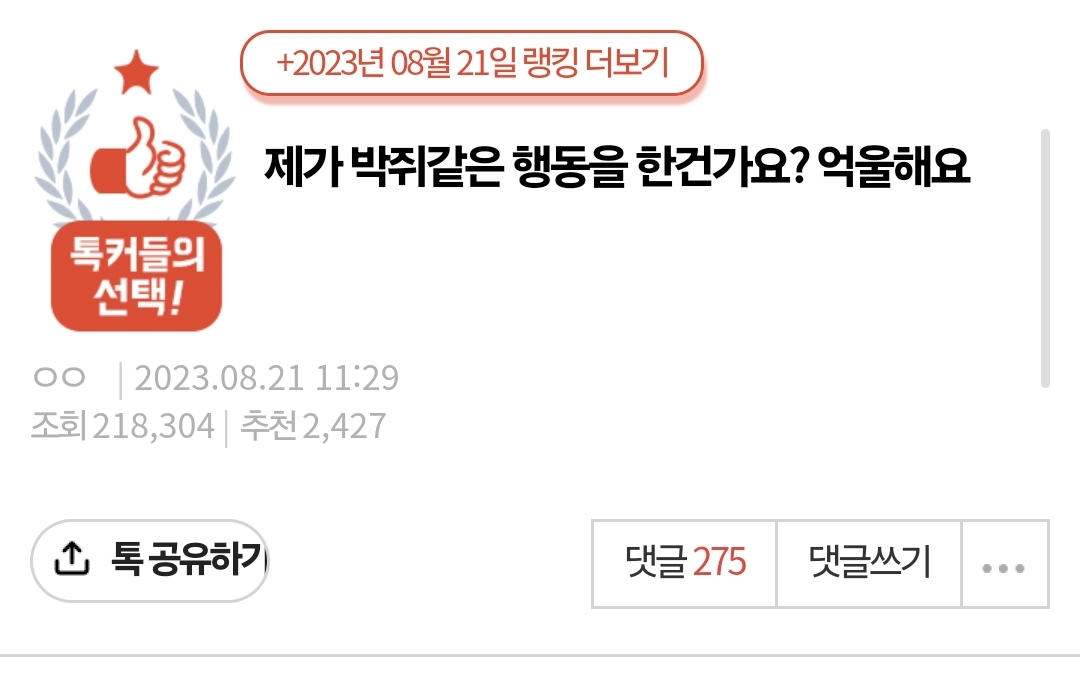 +2023년 08월 21일 랭킹 더보기
제가 박쥐같은 행동을 한건가요? 억울해요
톡커들의
선택!
ㅇㅇ | 2023.08.21 11:29
조회 218,304 | 추천 2,427
톡 공유하기
댓글 275 댓글쓰기 •••